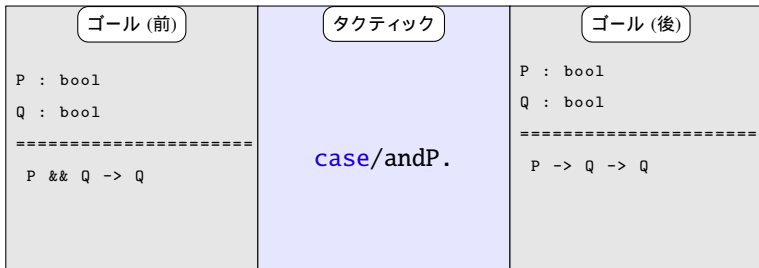 ゴール (前)
P : bool
Q : bool
======================
P && Q -> Q
タクティック
case/andP.
ゴール (後)
P : bool
Q : bool
======================
P -> Q -> Q